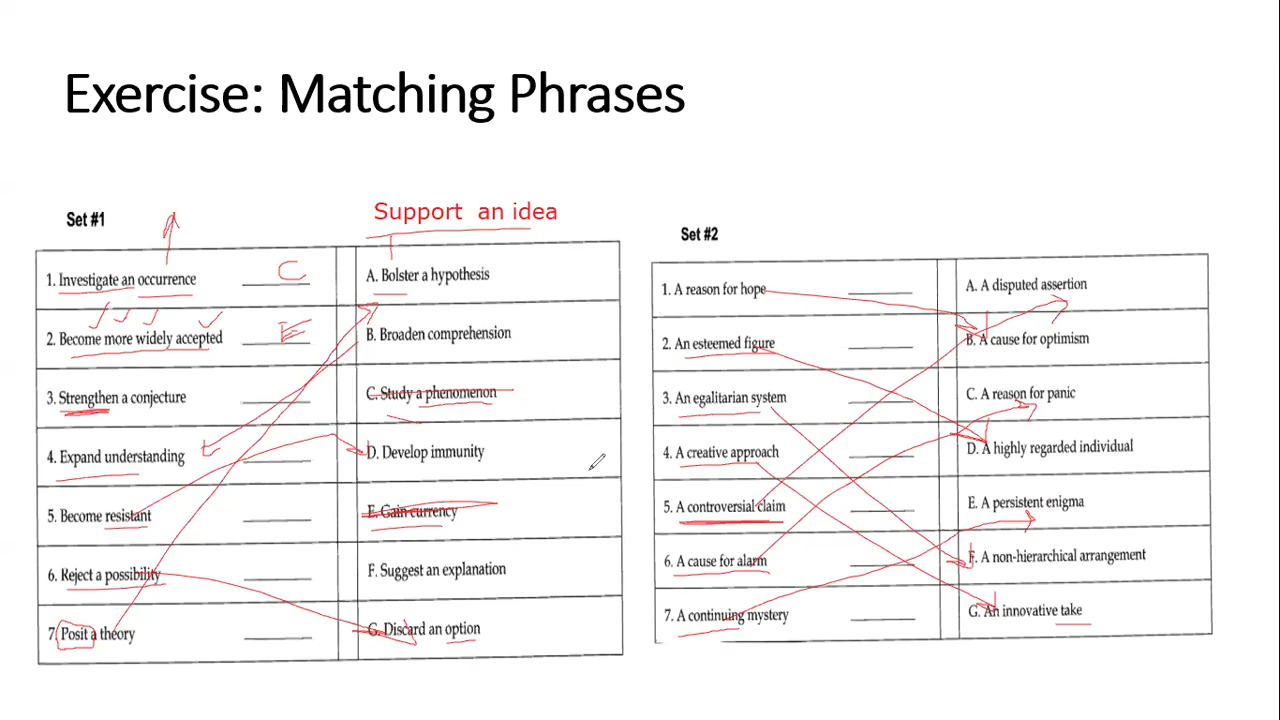 Exercise: Matching Phrases
Set #1
Support an idea
1. Investigate an occurrence C
A. Bolster a hypothesis
2. Become more widely accepted E
B. Broaden comprehension
3. Strengthen a conjecture
C. Study a phenomenon
4. Expand understanding
D. Develop immunity
5. Become resistant
E. Gain currency
6. Reject a possibility
F. Suggest an explanation
7. Posit a theory
G. Discard an option
Set #2
1. A reason for hope
A. A disputed assertion
2. An esteemed figure
B. A cause for optimism
3. An egalitarian system
C. A reason for panic
4. A creative approach
D. A highly regarded individual
5. A controversial claim
E. A persistent enigma
6. A cause for alarm
F. A non-hierarchical arrangement
7. A continuing mystery
G. An innovative take